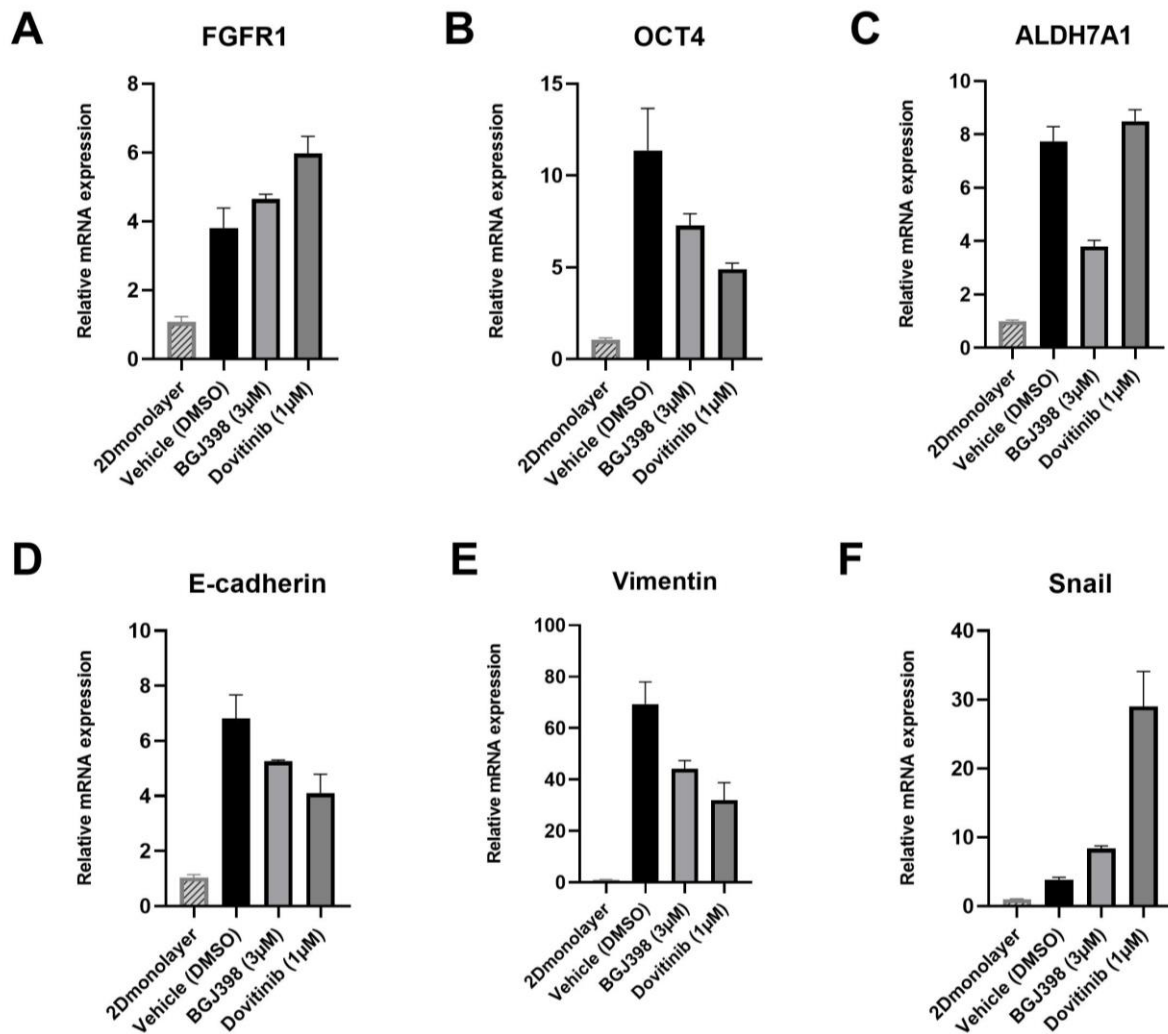 A
FGFR1
Relative mRNA expression
8
6
4
2
0
2Dmonolayer
Vehicle (DMSO)
BGJ398 (3μM)
Dovitinib (1μM)
B
OCT4
Relative mRNA expression
15
10
5
0
2Dmonolayer
Vehicle (DMSO)
BGJ398 (3μM)
Dovitinib (1μM)
C
ALDH7A1
Relative mRNA expression
10
8
6
4
2
0
2Dmonolayer
Vehicle (DMSO)
BGJ398 (3μM)
Dovitinib (1μM)
D
E-cadherin
Relative mRNA expression
10
8
6
4
2
0
2Dmonolayer
Vehicle (DMSO)
BGJ398 (3μM)
Dovitinib (1μM)
E
Vimentin
Relative mRNA expression
100
80
60
40
20
0
2Dmonolayer
Vehicle (DMSO)
BGJ398 (3μM)
Dovitinib (1μM)
F
Snail
Relative mRNA expression
40
30
20
10
0
2Dmonolayer
Vehicle (DMSO)
BGJ398 (3μM)
Dovitinib (1μM)